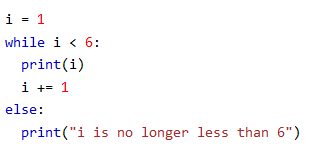 i = 1
while i < 6:
  print(i)
  i += 1
else:
  print("i is no longer less than 6")